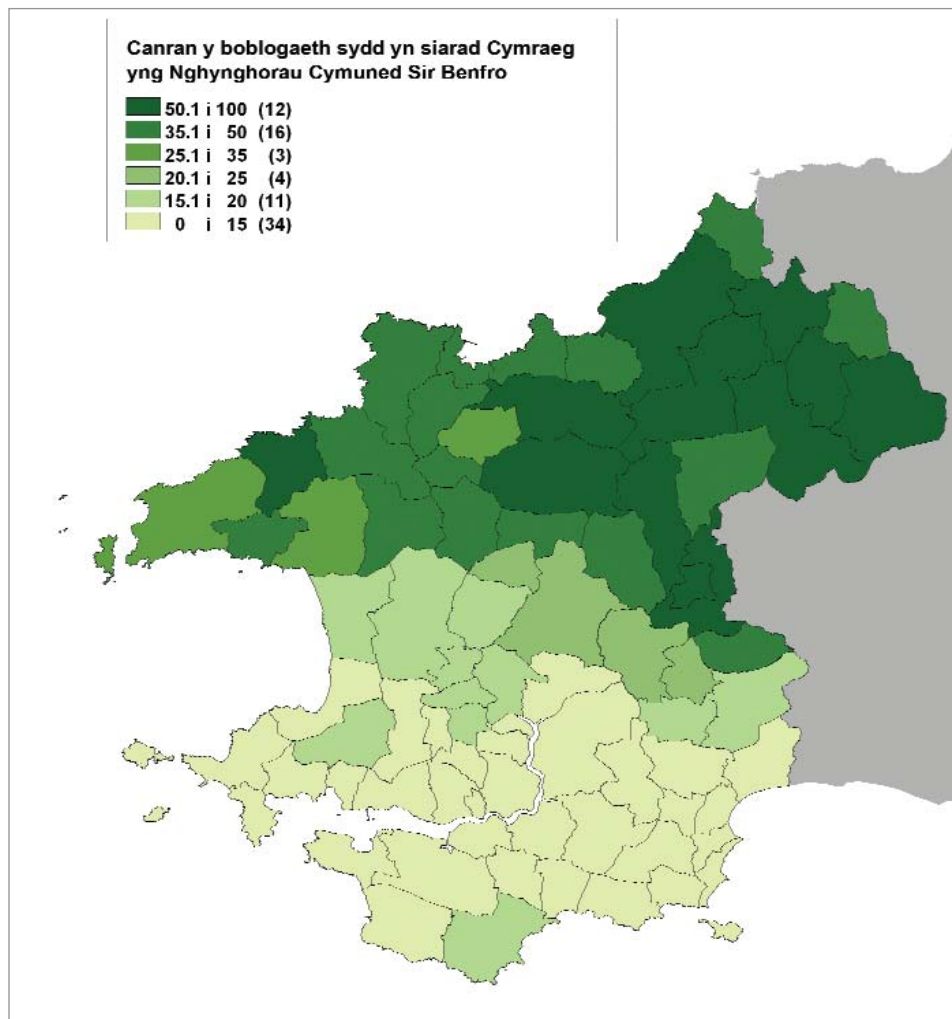 Canran y boblogaeth sydd yn siarad Cymraeg
yng Nghynghorau Cymuned Sir Benfro
50.1 i 100 (12)
35.1 i 50 (16)
25.1 i 35 (3)
20.1 i 25 (4)
15.1 i 20 (11)
0 i 15 (34)